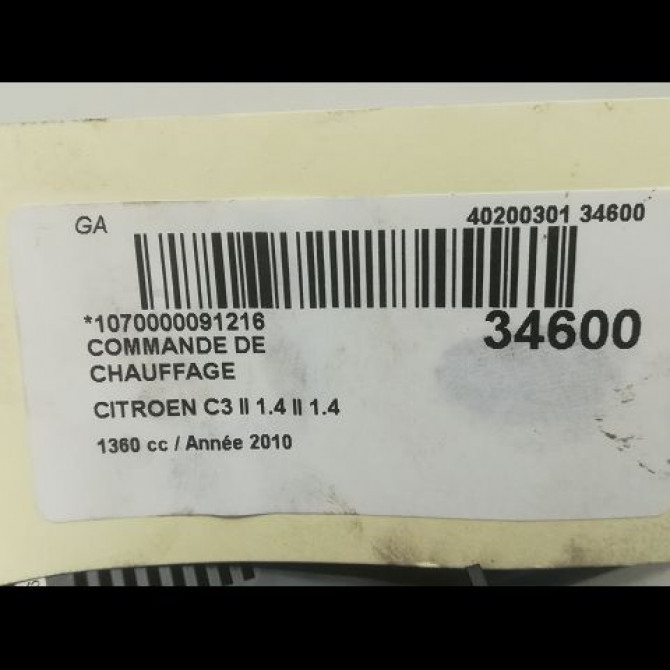 GA
40200301 34600
*1070000091216
34600
COMMANDE DE
CHAUFFAGE
CITROEN C3 II 1.4 II 1.4
1360 cc / Année 2010